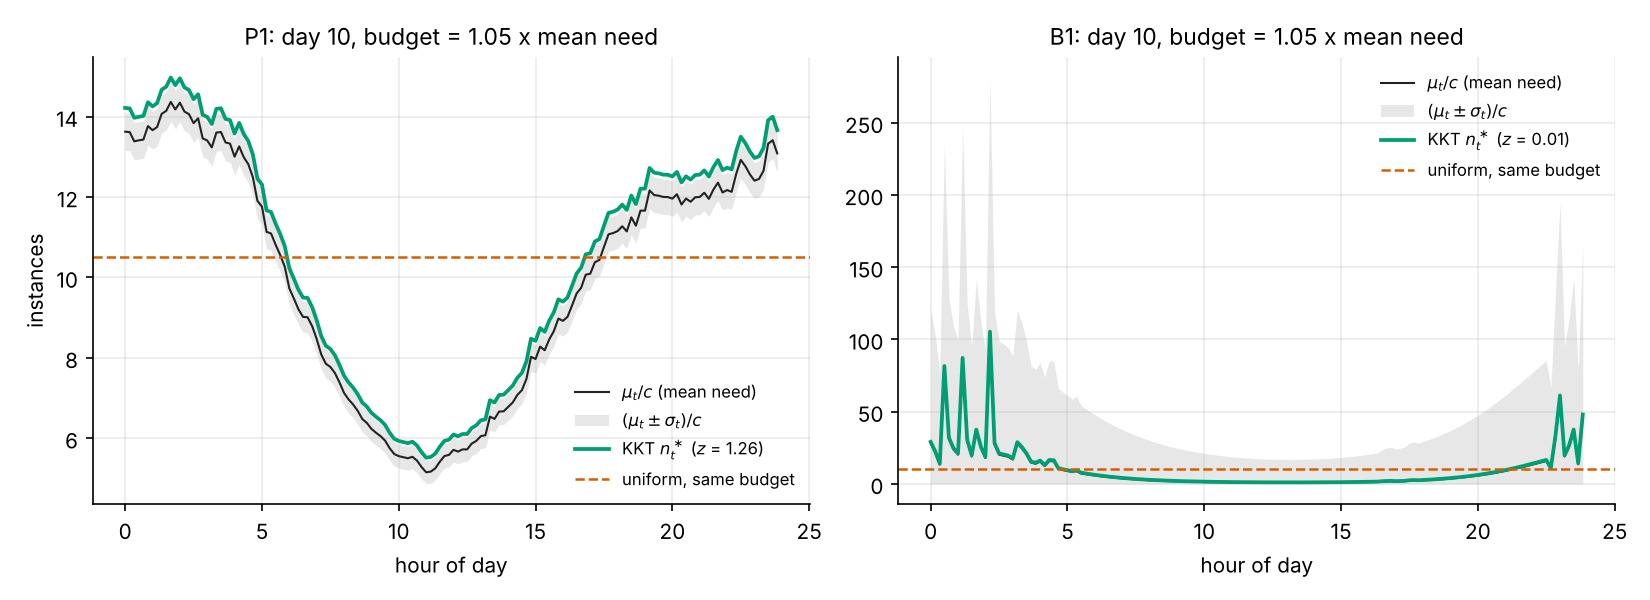 P1: day 10, budget = 1.05 x mean need
instances
14
12
10
8
6
0
5
10
15
20
25
hour of day
μₜ/c (mean need)
(μₜ ± σₜ)/c
KKT nₜ* (z = 1.26)
uniform, same budget
B1: day 10, budget = 1.05 x mean need
250
200
150
100
50
0
0
5
10
15
20
25
hour of day
μₜ/c (mean need)
(μₜ ± σₜ)/c
KKT nₜ* (z = 0.01)
uniform, same budget